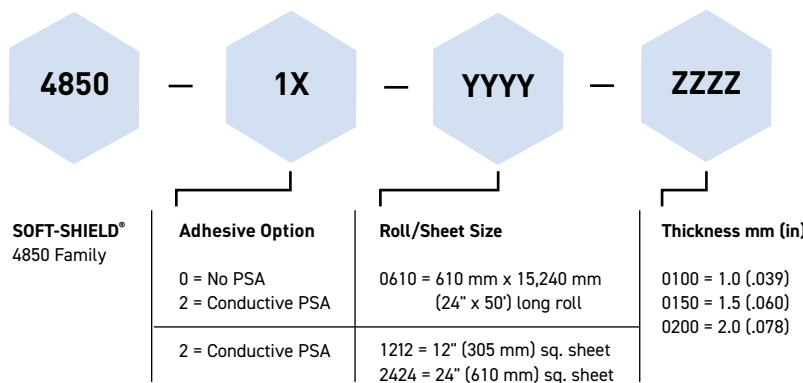 4850 – 1X – YYYY – ZZZZ
SOFT-SHIELD®
4850 Family
Adhesive Option
0 = No PSA
2 = Conductive PSA
2 = Conductive PSA
Roll/Sheet Size
0610 = 610 mm x 15,240 mm
(24" x 50') long roll
1212 = 12" (305 mm) sq. sheet
2424 = 24" (610 mm) sq. sheet
Thickness mm (in)
0100 = 1.0 (.039)
0150 = 1.5 (.060)
0200 = 2.0 (.078)